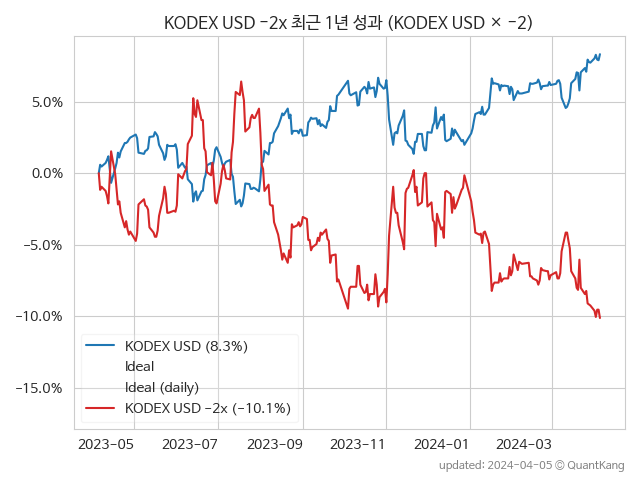 KODEX USD -2x 최근 1년 성과 (KODEX USD × -2)
5.0%
0.0%
-5.0%
-10.0%
-15.0%
KODEX USD (8.3%)
Ideal
Ideal (daily)
KODEX USD -2x (-10.1%)
2023-05 2023-07 2023-09 2023-11 2024-01 2024-03
updated: 2024-04-05 © QuantKang